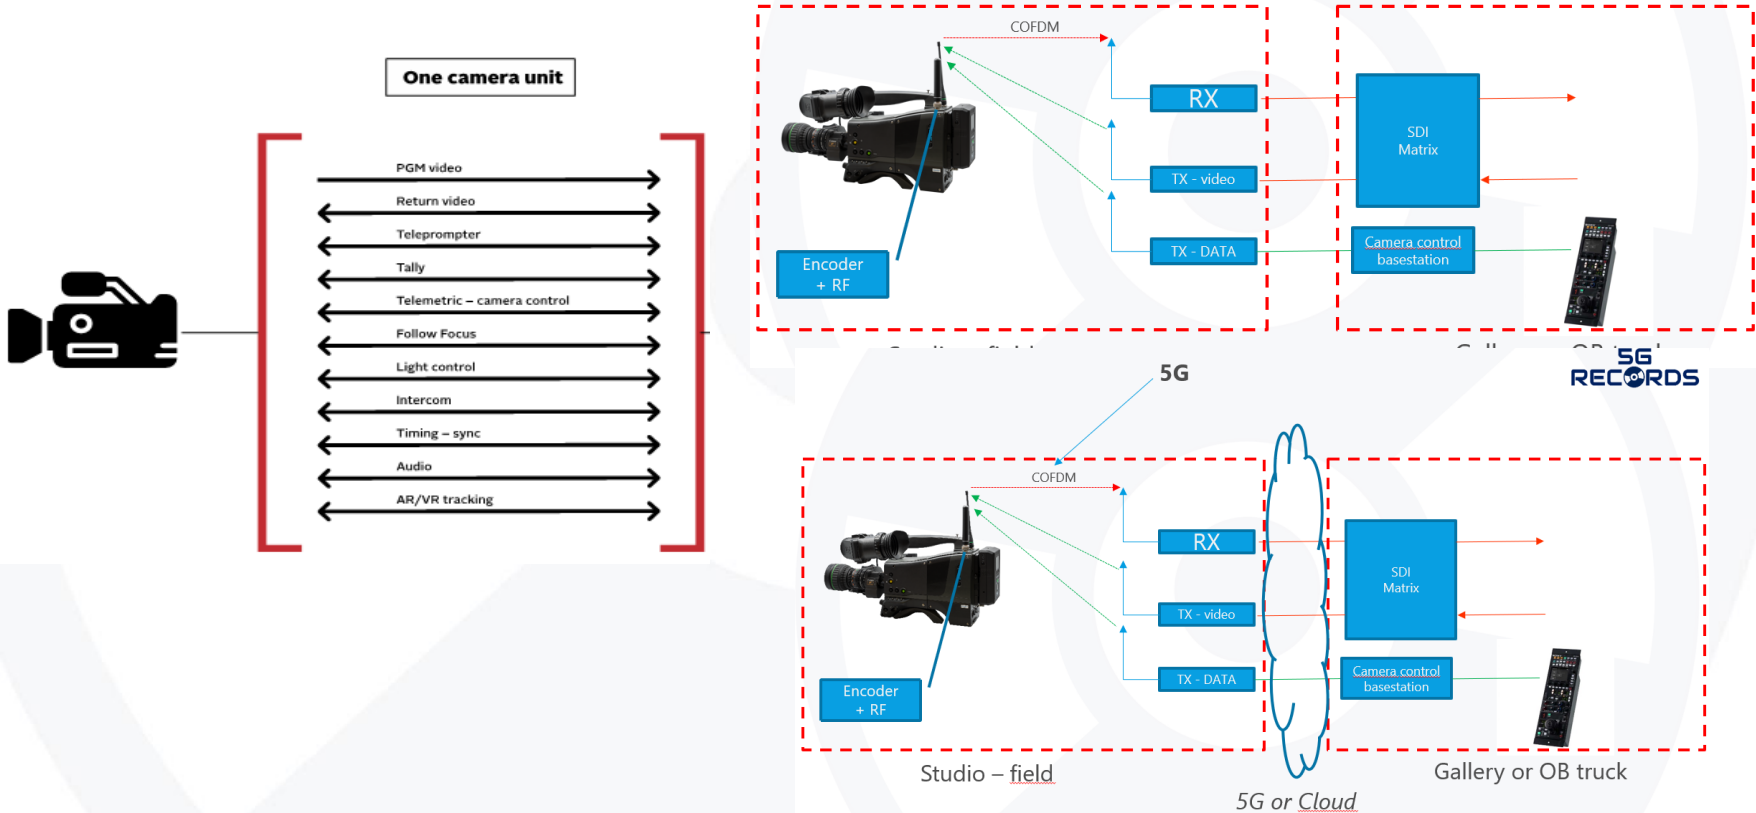 One camera unit
PGM video
Return video
Teleprompter
Tally
Telemetric – camera control
Follow Focus
Light control
Intercom
Timing – sync
Audio
AR/VR tracking
COFDM
RX
SDI
Matrix
TX - video
TX - DATA
Camera control
basestation
Encoder
+ RF
5G
RECORDS
5G
COFDM
RX
SDI
Matrix
TX - video
TX - DATA
Camera control
basestation
Encoder
+ RF
Studio – field
Gallery or OB truck
5G or Cloud